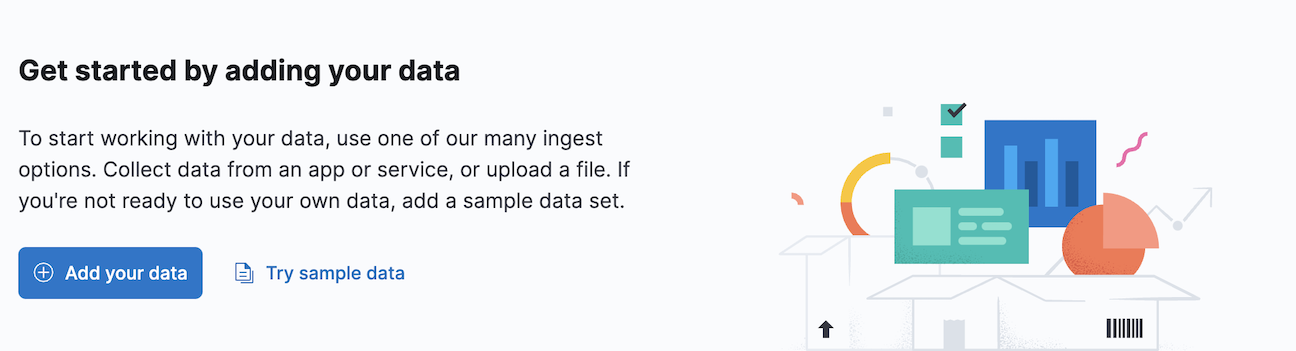 Get started by adding your data
To start working with your data, use one of our many ingest
options. Collect data from an app or service, or upload a file. If
you're not ready to use your own data, add a sample data set.
Add your data
Try sample data